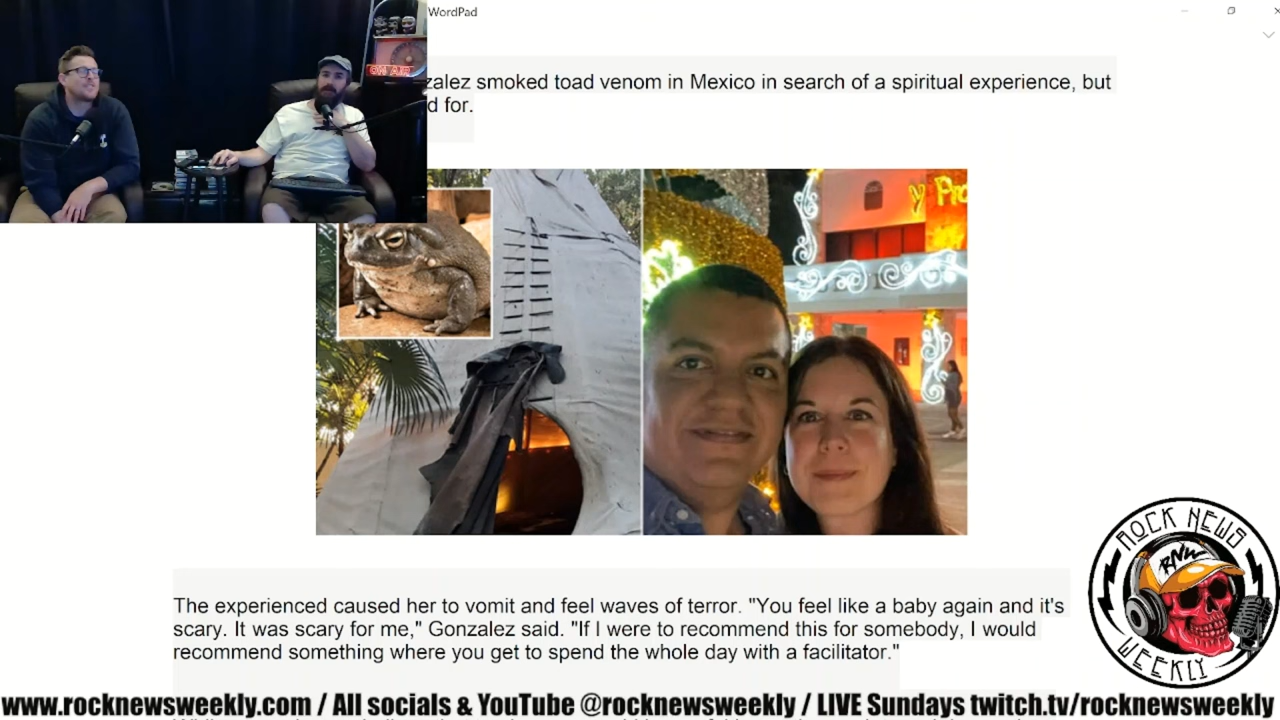 WordPad
ON AIR
zalez smoked toad venom in Mexico in search of a spiritual experience, but
d for.
y Pro
The experienced caused her to vomit and feel waves of terror. "You feel like a baby again and it's
scary. It was scary for me," Gonzalez said. "If I were to recommend this for somebody, I would
recommend something where you get to spend the whole day with a facilitator."
ROCK NEWS
RNW
WEEKLY
www.rocknewsweekly.com / All socials & YouTube @rocknewsweekly / LIVE Sundays twitch.tv/rocknewsweekly